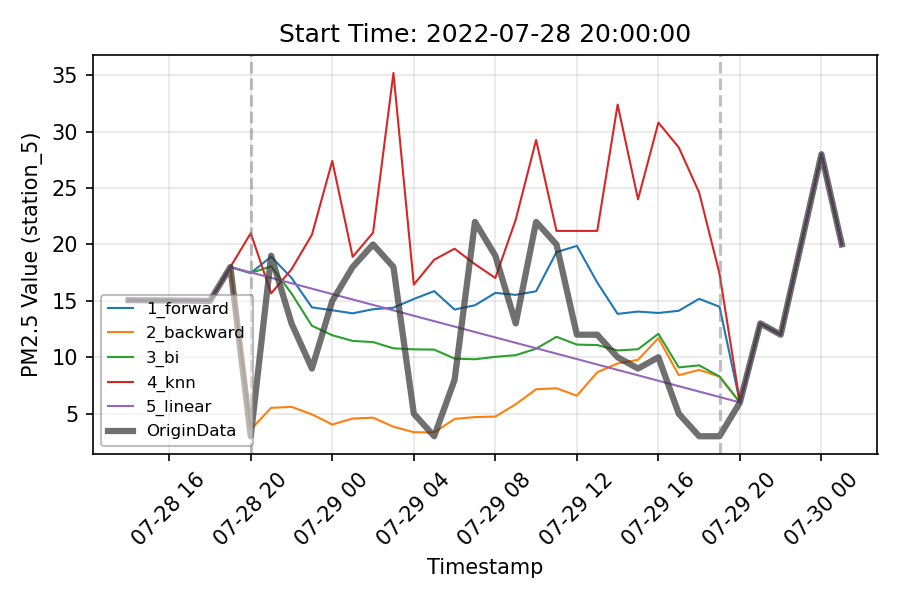 Start Time: 2022-07-28 20:00:00
PM2.5 Value (station_5)
35
30
25
20
15
10
5
1_forward
2_backward
3_bi
4_knn
5_linear
OriginData
07-28 16
07-28 20
07-29 00
07-29 04
07-29 08
07-29 12
07-29 16
07-29 20
07-30 00
Timestamp